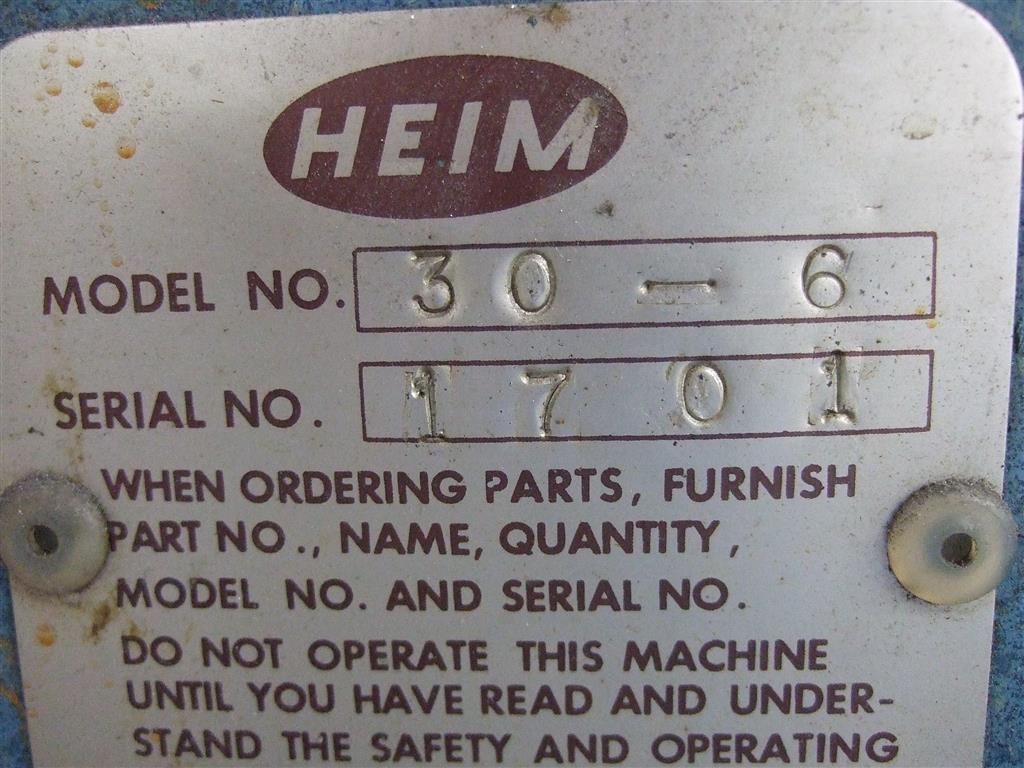 HEIM
MODEL NO. 30-6
SERIAL NO. 1701
WHEN ORDERING PARTS, FURNISH
PART NO., NAME, QUANTITY,
MODEL NO. AND SERIAL NO.
DO NOT OPERATE THIS MACHINE
UNTIL YOU HAVE READ AND UNDER-
STAND THE SAFETY AND OPERATING